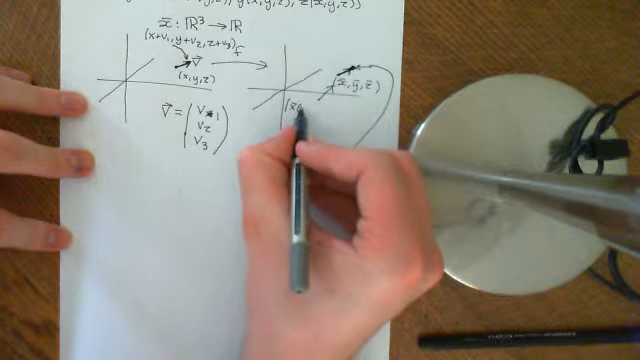 x̄ : ℝ³ → ℝ
(x+v₁, y+v₂, z+v₃)
f
v⃗
(x,y,z)
(x̄, ȳ, z̄)
v⃗ = (v₁
v₂
v₃)